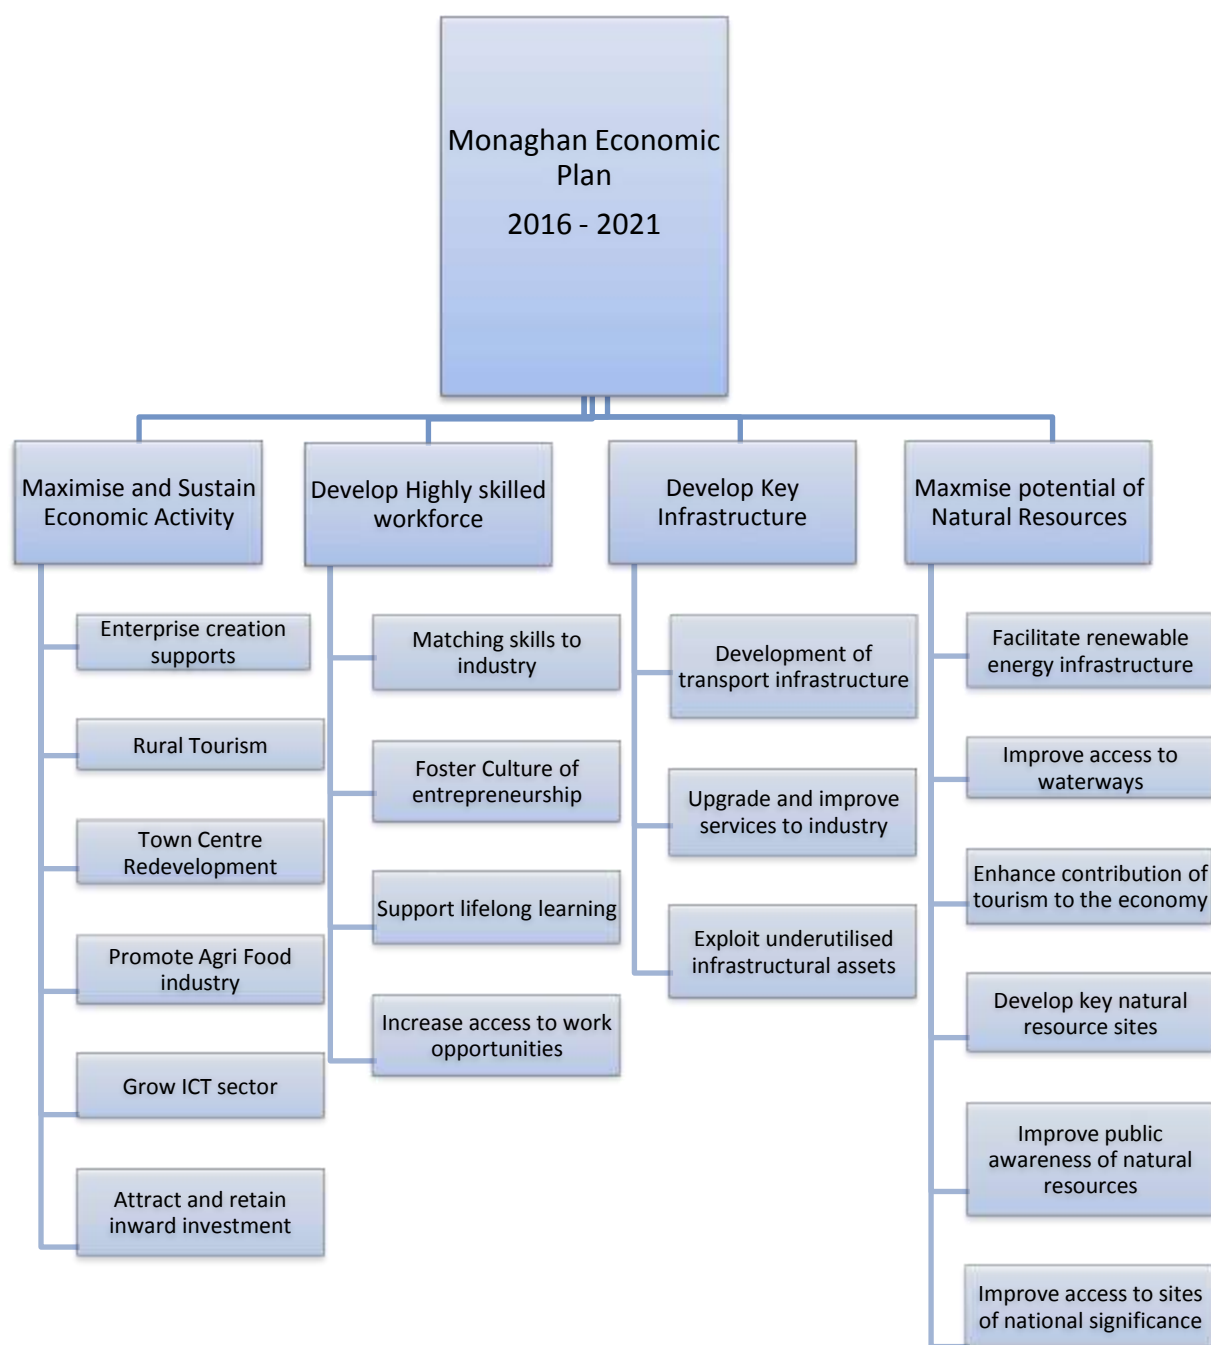 Monaghan Economic
Plan
2016 - 2021
Maximise and Sustain
Economic Activity
Enterprise creation
supports
Rural Tourism
Town Centre
Redevelopment
Promote Agri Food
industry
Grow ICT sector
Attract and retain
inward investment
Develop Highly skilled
workforce
Matching skills to
industry
Foster Culture of
entrepreneurship
Support lifelong learning
Increase access to work
opportunities
Develop Key
Infrastructure
Development of
transport infrastructure
Upgrade and improve
services to industry
Exploit underutilised
infrastructural assets
Maxmise potential of
Natural Resources
Facilitate renewable
energy infrastructure
Improve access to
waterways
Enhance contribution of
tourism to the economy
Develop key natural
resource sites
Improve public
awareness of natural
resources
Improve access to sites
of national significance